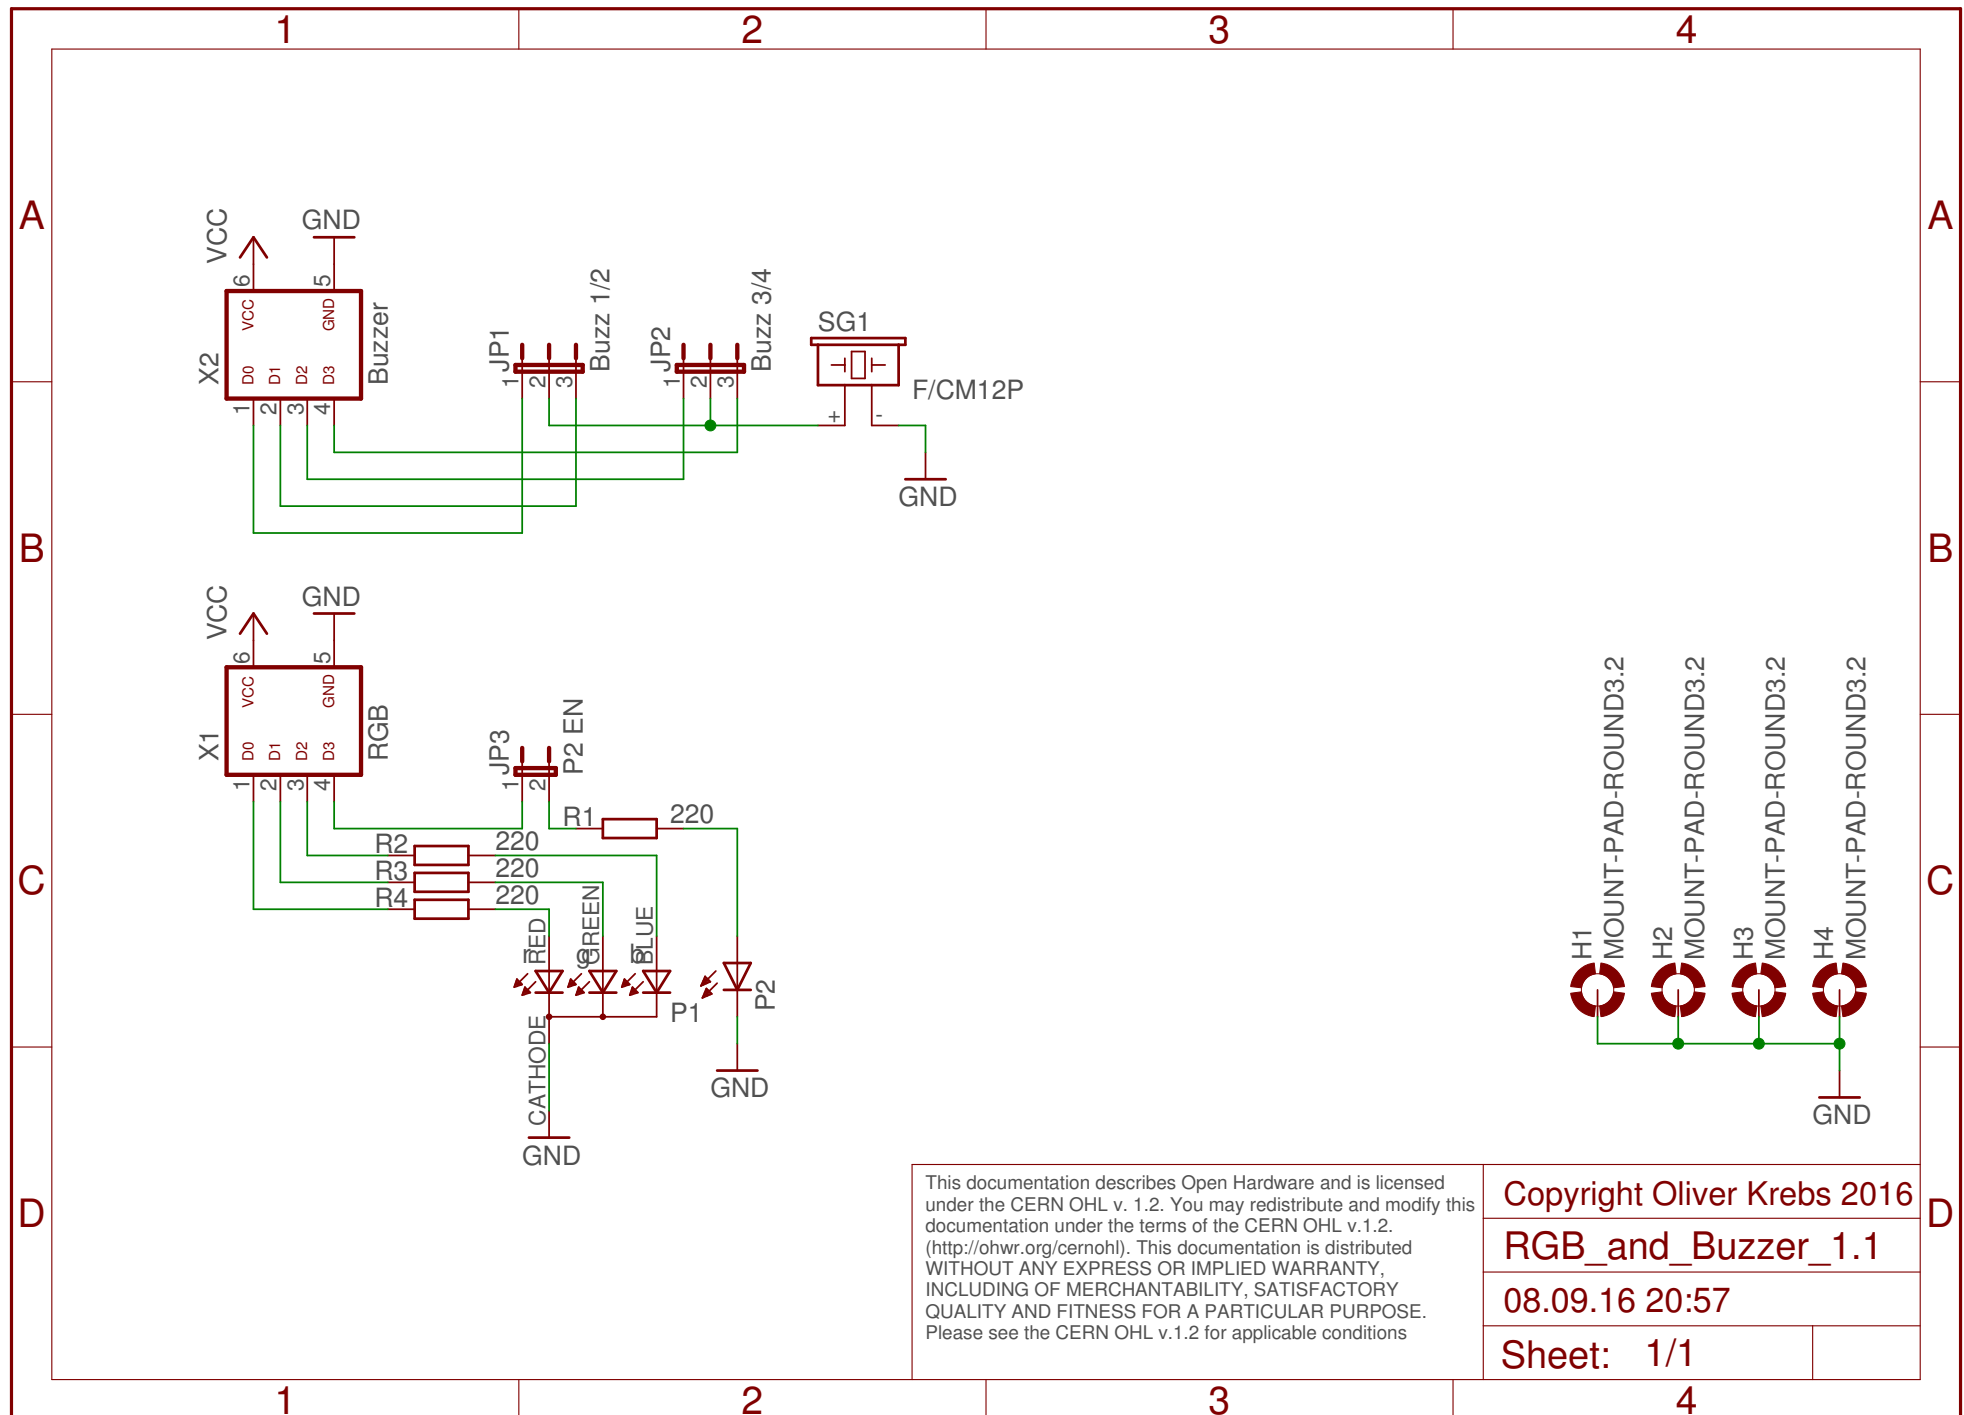 1 2 3 4
A A
VCC GND
6 5
VCC GND
X2
Buzzer
D0 D1 D2 D3
1 2 3 4
JP1
Buzz 1/2
1 2 3
JP2
Buzz 3/4
1 2 3
SG1
F/CM12P
+ -
GND
B B
VCC GND
6 5
VCC GND
X1
RGB
D0 D1 D2 D3
1 2 3 4
JP3
P2 EN
1 2
R1 220
R2 220
R3 220
R4 220
RED
GREEN
BLUE
r g b
P1
P2
CATHODE
GND
GND
C C
H1 MOUNT-PAD-ROUND3.2
H2 MOUNT-PAD-ROUND3.2
H3 MOUNT-PAD-ROUND3.2
H4 MOUNT-PAD-ROUND3.2
GND
D D
This documentation describes Open Hardware and is licensed
under the CERN OHL v. 1.2. You may redistribute and modify this
documentation under the terms of the CERN OHL v.1.2.
(http://ohwr.org/cernohl). This documentation is distributed
WITHOUT ANY EXPRESS OR IMPLIED WARRANTY,
INCLUDING OF MERCHANTABILITY, SATISFACTORY
QUALITY AND FITNESS FOR A PARTICULAR PURPOSE.
Please see the CERN OHL v.1.2 for applicable conditions
Copyright Oliver Krebs 2016
RGB_and_Buzzer_1.1
08.09.16 20:57
Sheet: 1/1
1 2 3 4